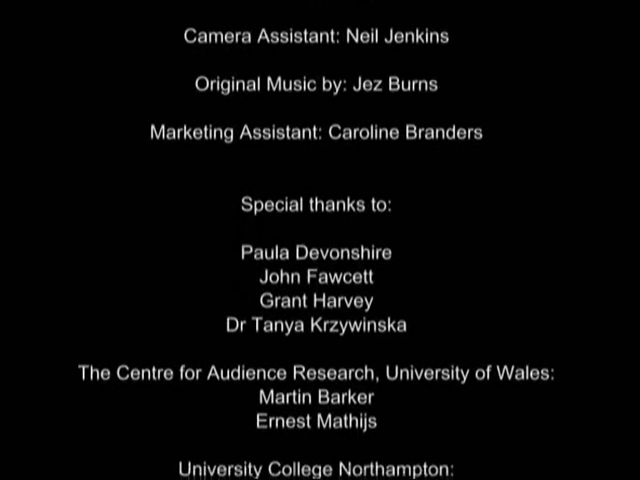 Camera Assistant: Neil Jenkins
Original Music by: Jez Burns
Marketing Assistant: Caroline Branders
Special thanks to:
Paula Devonshire
John Fawcett
Grant Harvey
Dr Tanya Krzywinska
The Centre for Audience Research, University of Wales:
Martin Barker
Ernest Mathijs
University College Northampton: